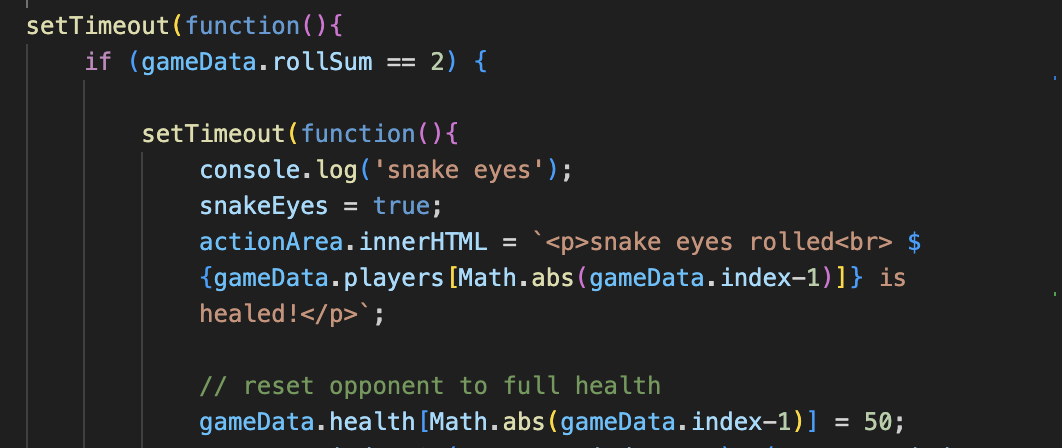 setTimeout(function(){
if (gameData.rollSum == 2) {
setTimeout(function(){
console.log('snake eyes');
snakeEyes = true;
actionArea.innerHTML = `<p>snake eyes rolled<br> $
{gameData.players[Math.abs(gameData.index-1)]} is
healed!</p>`;
// reset opponent to full health
gameData.health[Math.abs(gameData.index-1)] = 50;